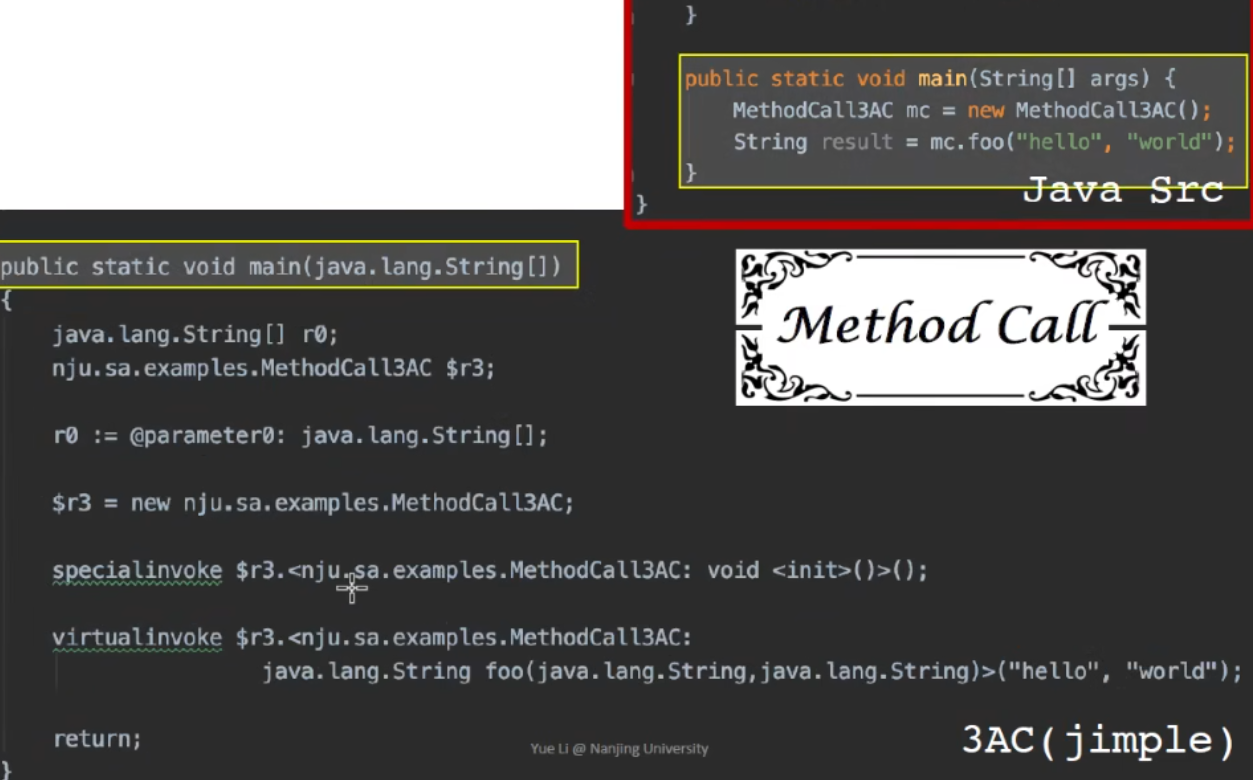 }
public static void main(String[] args) {
MethodCall3AC mc = new MethodCall3AC();
String result = mc.foo("hello", "world");
}
Java Src
}
public static void main(java.lang.String[])
{
Method Call
java.lang.String[] r0;
nju.sa.examples.MethodCall3AC $r3;
r0 := @parameter0: java.lang.String[];
$r3 = new nju.sa.examples.MethodCall3AC;
specialinvoke $r3.<nju.sa.examples.MethodCall3AC: void <init>()>();
virtualinvoke $r3.<nju.sa.examples.MethodCall3AC:
java.lang.String foo(java.lang.String,java.lang.String)>("hello", "world");
return;
}
Yue Li @ Nanjing University
3AC(jimple)